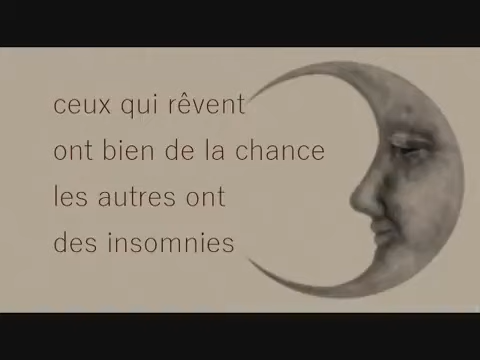 ceux qui rêvent
ont bien de la chance
les autres ont
des insomnies